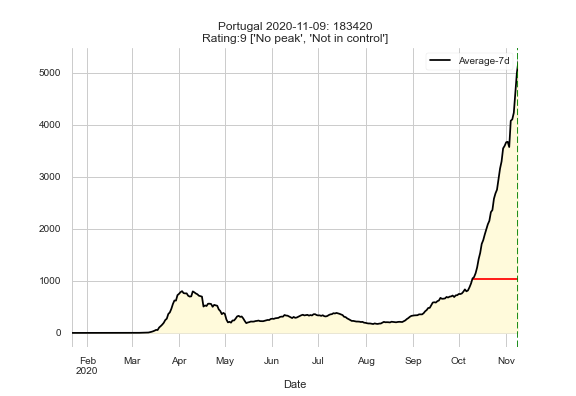 Portugal 2020-11-09: 183420
Rating:9 ['No peak', 'Not in control']
Average-7d
5000
4000
3000
2000
1000
0
Feb Mar Apr May Jun Jul Aug Sep Oct Nov
2020
Date